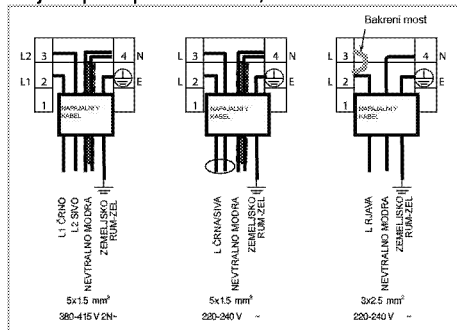 Bakreni most
L2 3 4 N
L1 2 E
1
NAPAJALNI KABEL
L 3 4 N
L 2 E
1
NAPAJALNI KABEL
L 3 4 N
L 2 E
1
NAPAJALNI KABEL
L1 ČRNO
L2 SIVO
NEVTRALNO MODRA
ZEMELJSKO
RUM-ZEL
L ČRNA/SIVA
NEVTRALNO MODRA
ZEMELJSKO
RUM-ZEL
L RJAVA
NEVTRALNO MODRA
ZEMELJSKO
RUM-ZEL
5x1.5 mm²
380-415 V 2N~
5x1.5 mm²
220-240 V ~
3x2.5 mm²
220-240 V ~